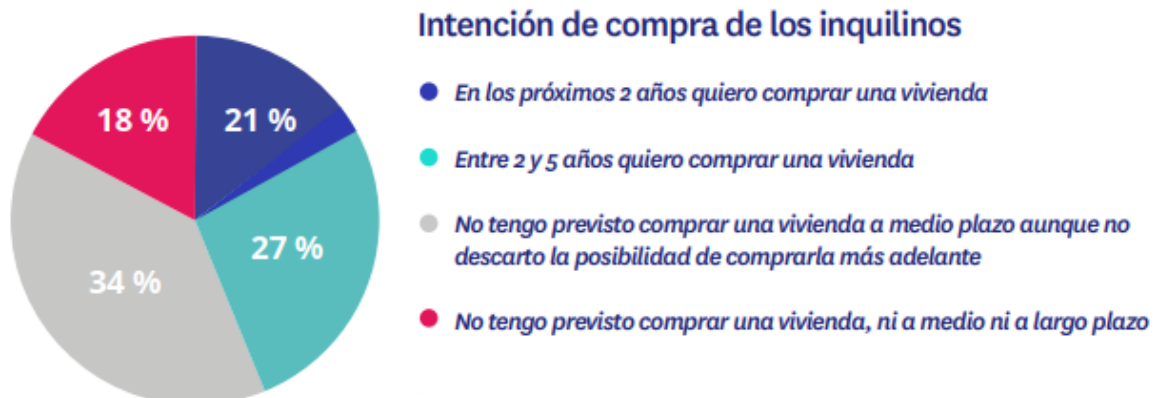 Intención de compra de los inquilinos
18 %
21 %
27 %
34 %
En los próximos 2 años quiero comprar una vivienda
Entre 2 y 5 años quiero comprar una vivienda
No tengo previsto comprar una vivienda a medio plazo aunque no
descarto la posibilidad de comprarla más adelante
No tengo previsto comprar una vivienda, ni a medio ni a largo plazo